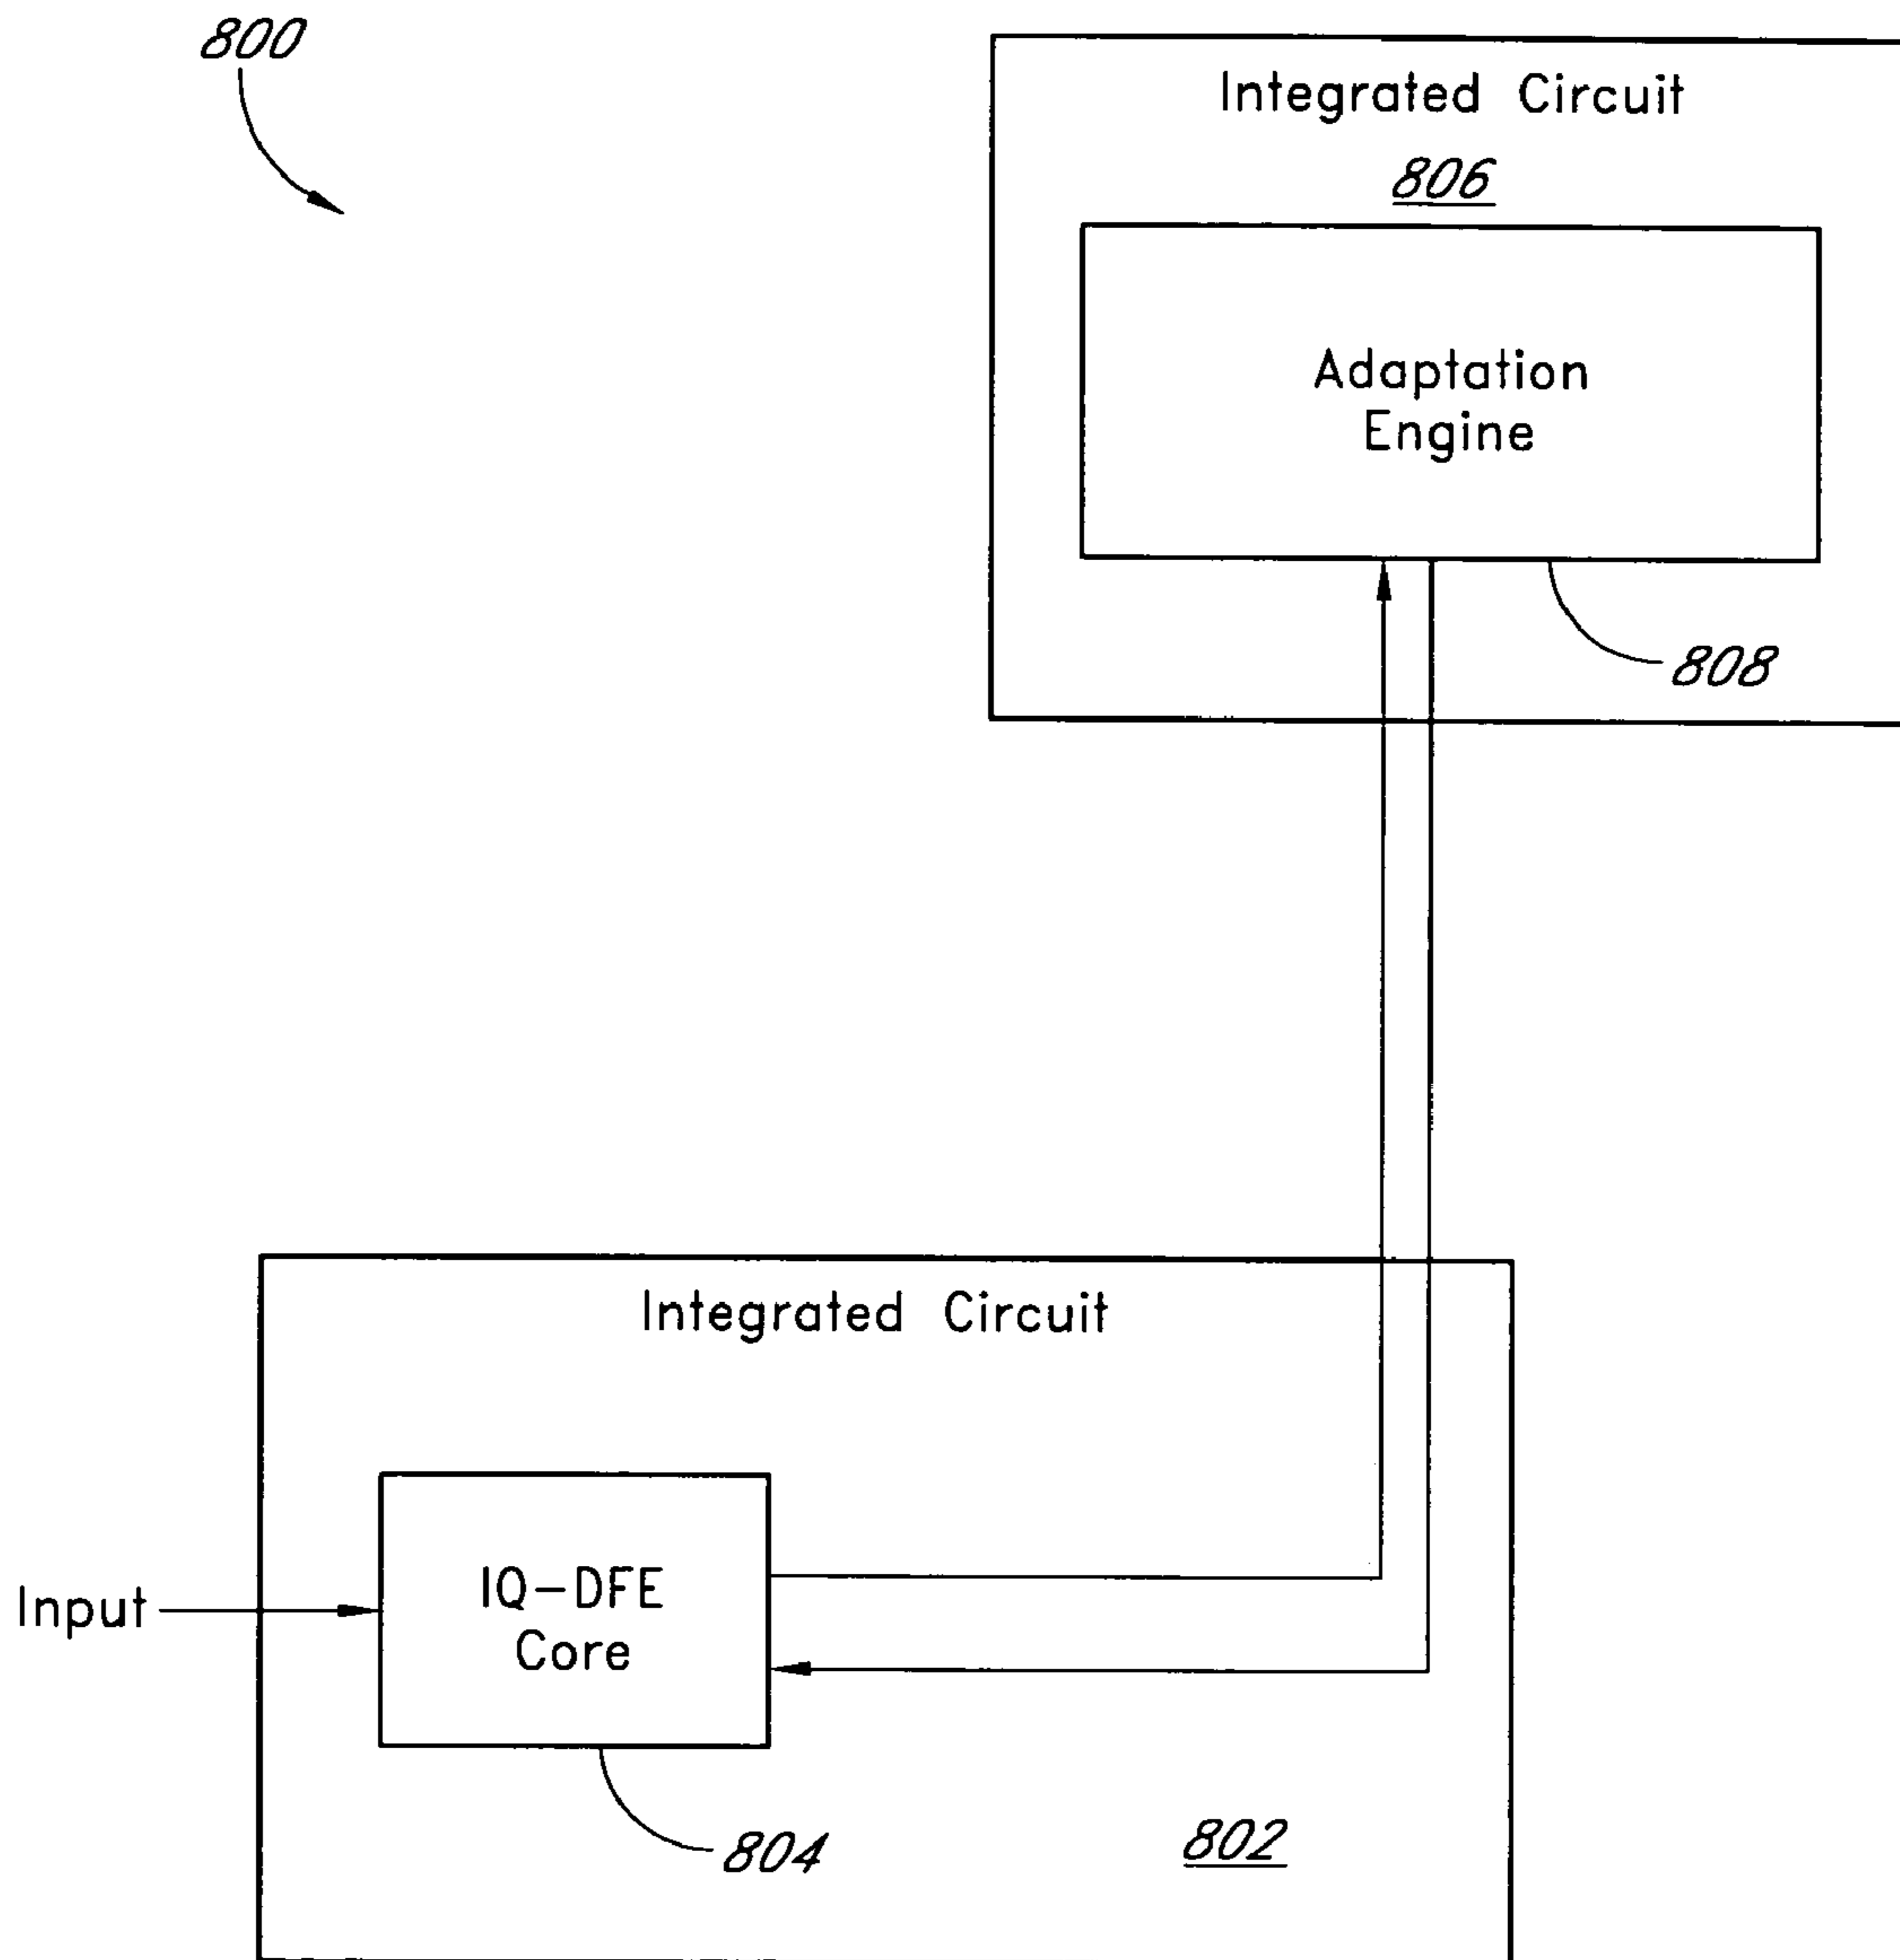 800
Integrated Circuit
806
Adaptation
Engine
808
Integrated Circuit
Input
IQ-DFE
Core
804
802